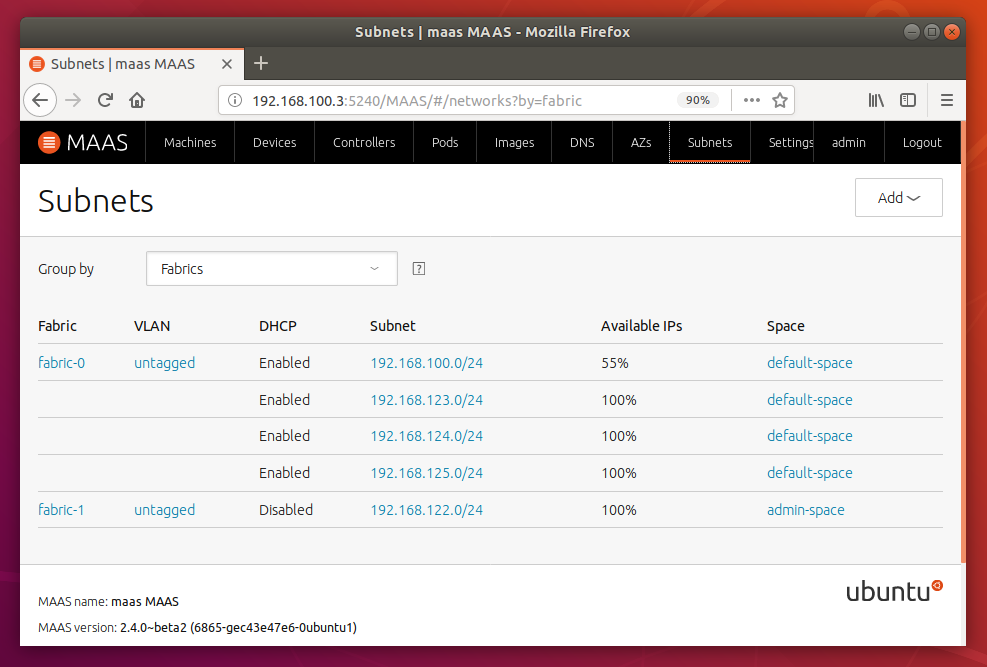 Subnets | maas MAAS - Mozilla Firefox
Subnets | maas MAAS
192.168.100.3:5240/MAAS/#/networks?by=fabric 90%
MAAS Machines Devices Controllers Pods Images DNS AZs Subnets Settings admin Logout
Subnets Add
Group by Fabrics ?
Fabric VLAN DHCP Subnet Available IPs Space
fabric-0 untagged Enabled 192.168.100.0/24 55% default-space
Enabled 192.168.123.0/24 100% default-space
Enabled 192.168.124.0/24 100% default-space
Enabled 192.168.125.0/24 100% default-space
fabric-1 untagged Disabled 192.168.122.0/24 100% admin-space
ubuntu
MAAS name: maas MAAS
MAAS version: 2.4.0~beta2 (6865-gec43e47e6-0ubuntu1)